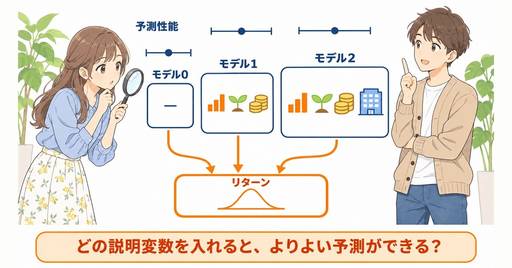 予測性能
モデル0
モデル1
モデル2
リターン
どの説明変数を入れると、よりよい予測ができる？